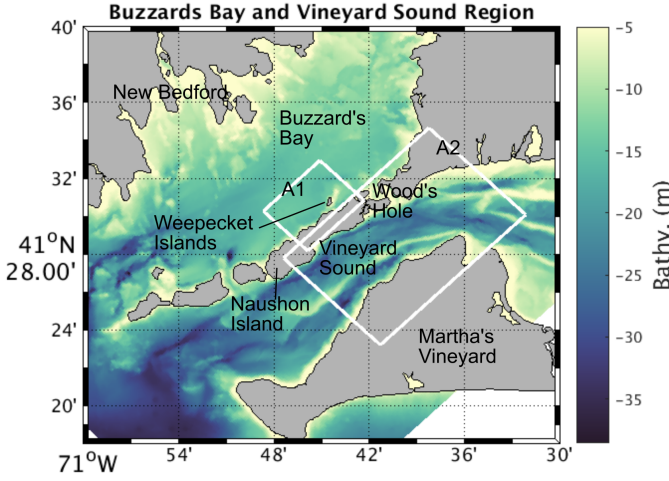 Buzzards Bay and Vineyard Sound Region
40'
36'
32'
41°N
28.00'
24'
20'
71°W
54'
48'
42'
36'
30'
New Bedford
Buzzard's
Bay
A2
A1
Wood's
Hole
Weepecket
Islands
Vineyard
Sound
Naushon
Island
Martha's
Vineyard
−5
−10
−15
−20
−25
−30
−35
Bathy. (m)